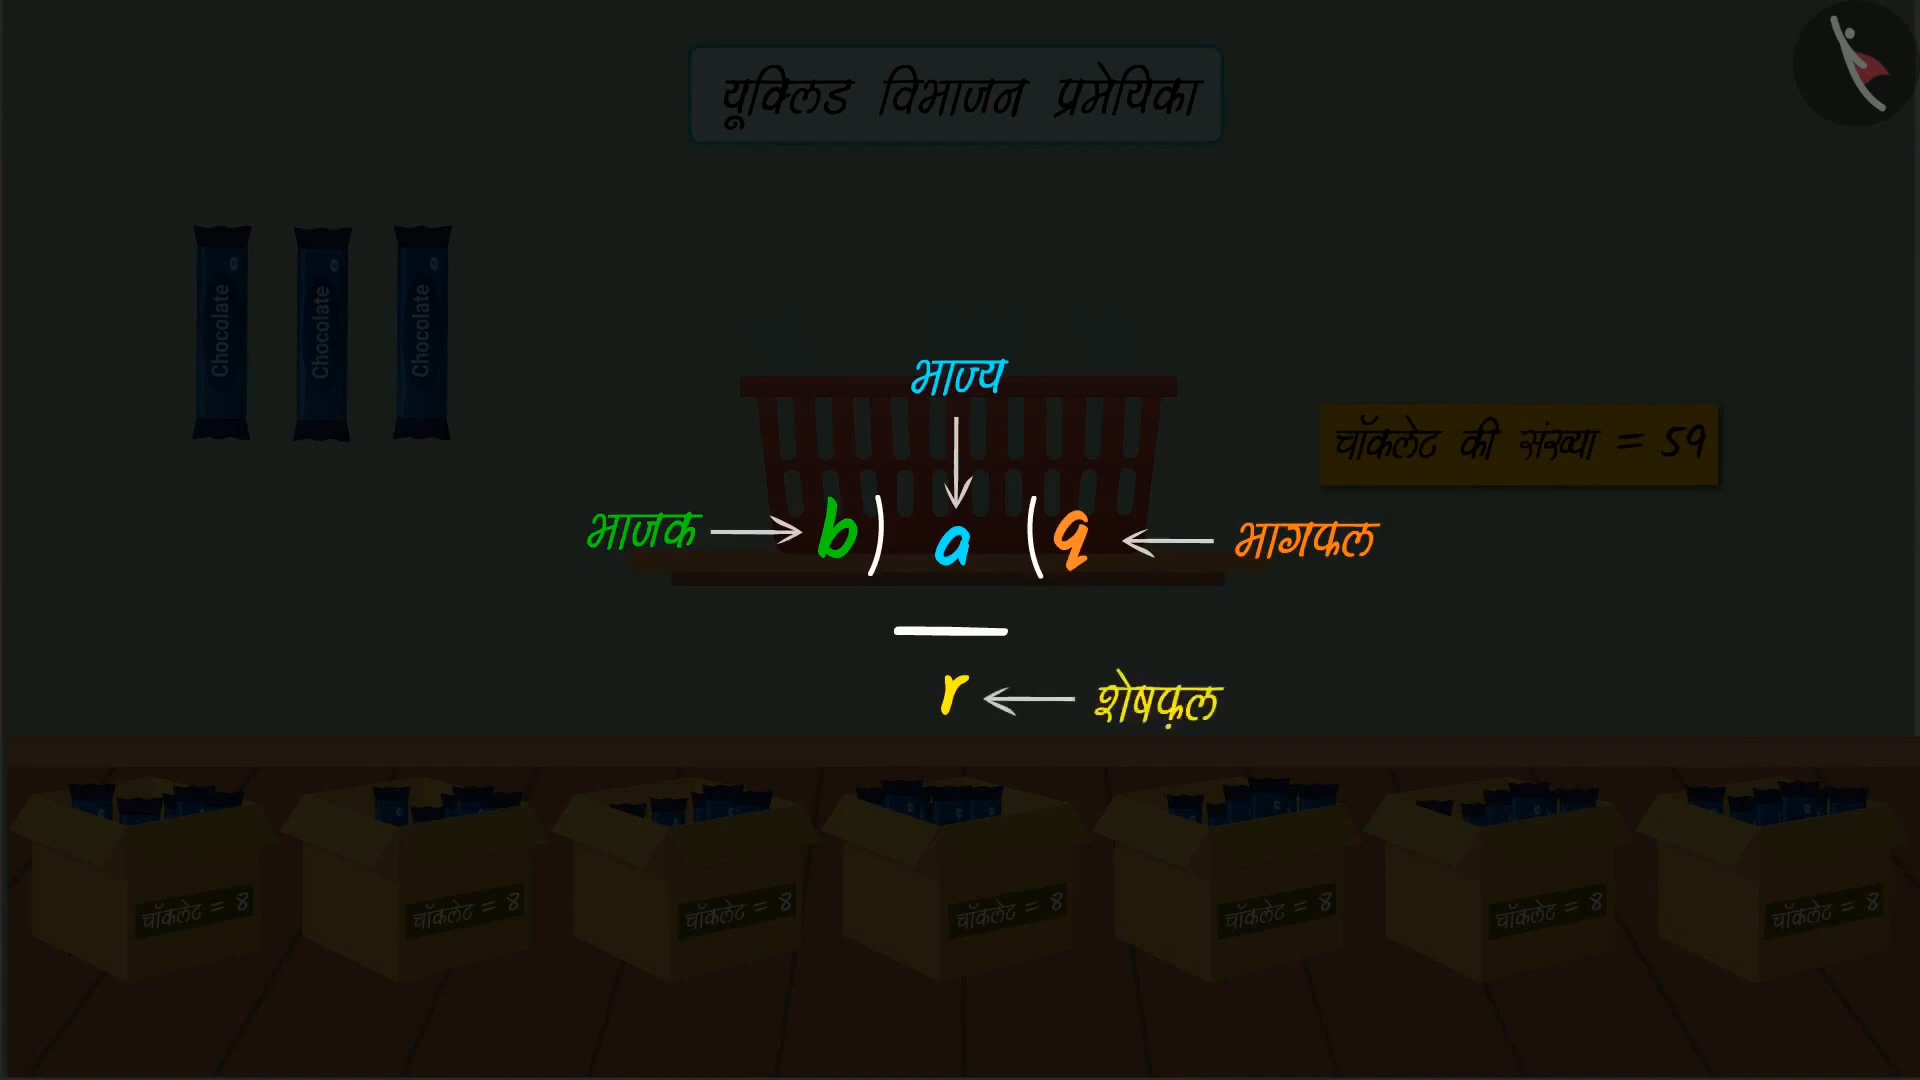 यूक्लिड विभाजन प्रमेयिका
Chocolate
Chocolate
Chocolate
भाज्य
चॉकलेट की संख्या = 59
भाजक
b) a (q
भागफल
r
शेषफ़ल
चॉकलेट = 8
चॉकलेट = 8
चॉकलेट = 8
चॉकलेट = 8
चॉकलेट = 8
चॉकलेट = 8
चॉकलेट = 8